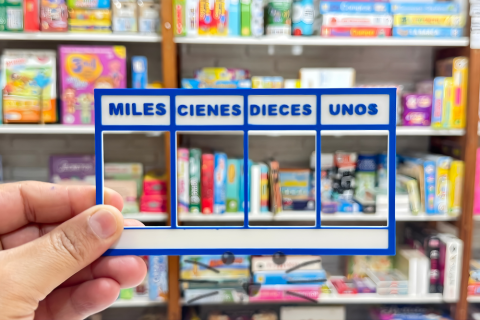 MILES CIENES DIECES UNOS